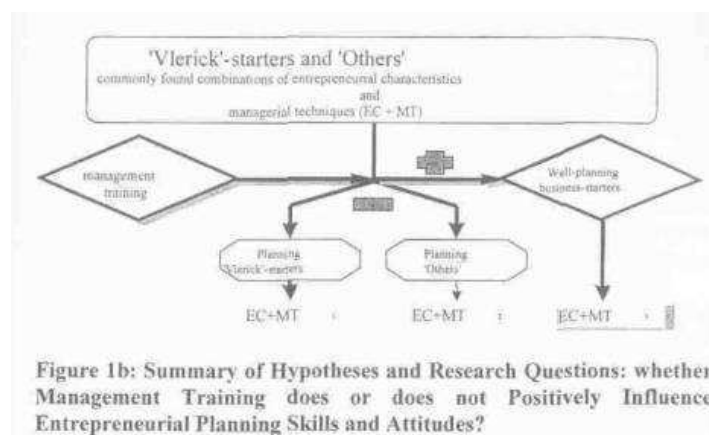 'Vlerick'-starters and 'Others'
commonly found combinations of entrepreneurial characteristics
and
managerial techniques (EC + MT)
management
training
Well-planning
business-starters
Planning
'Vlerick'-starters
Planning
'Others'
EC+MT
EC+MT
EC+MT
Figure 1b: Summary of Hypotheses and Research Questions: whether
Management Training does or does not Positively Influence
Entrepreneurial Planning Skills and Attitudes?